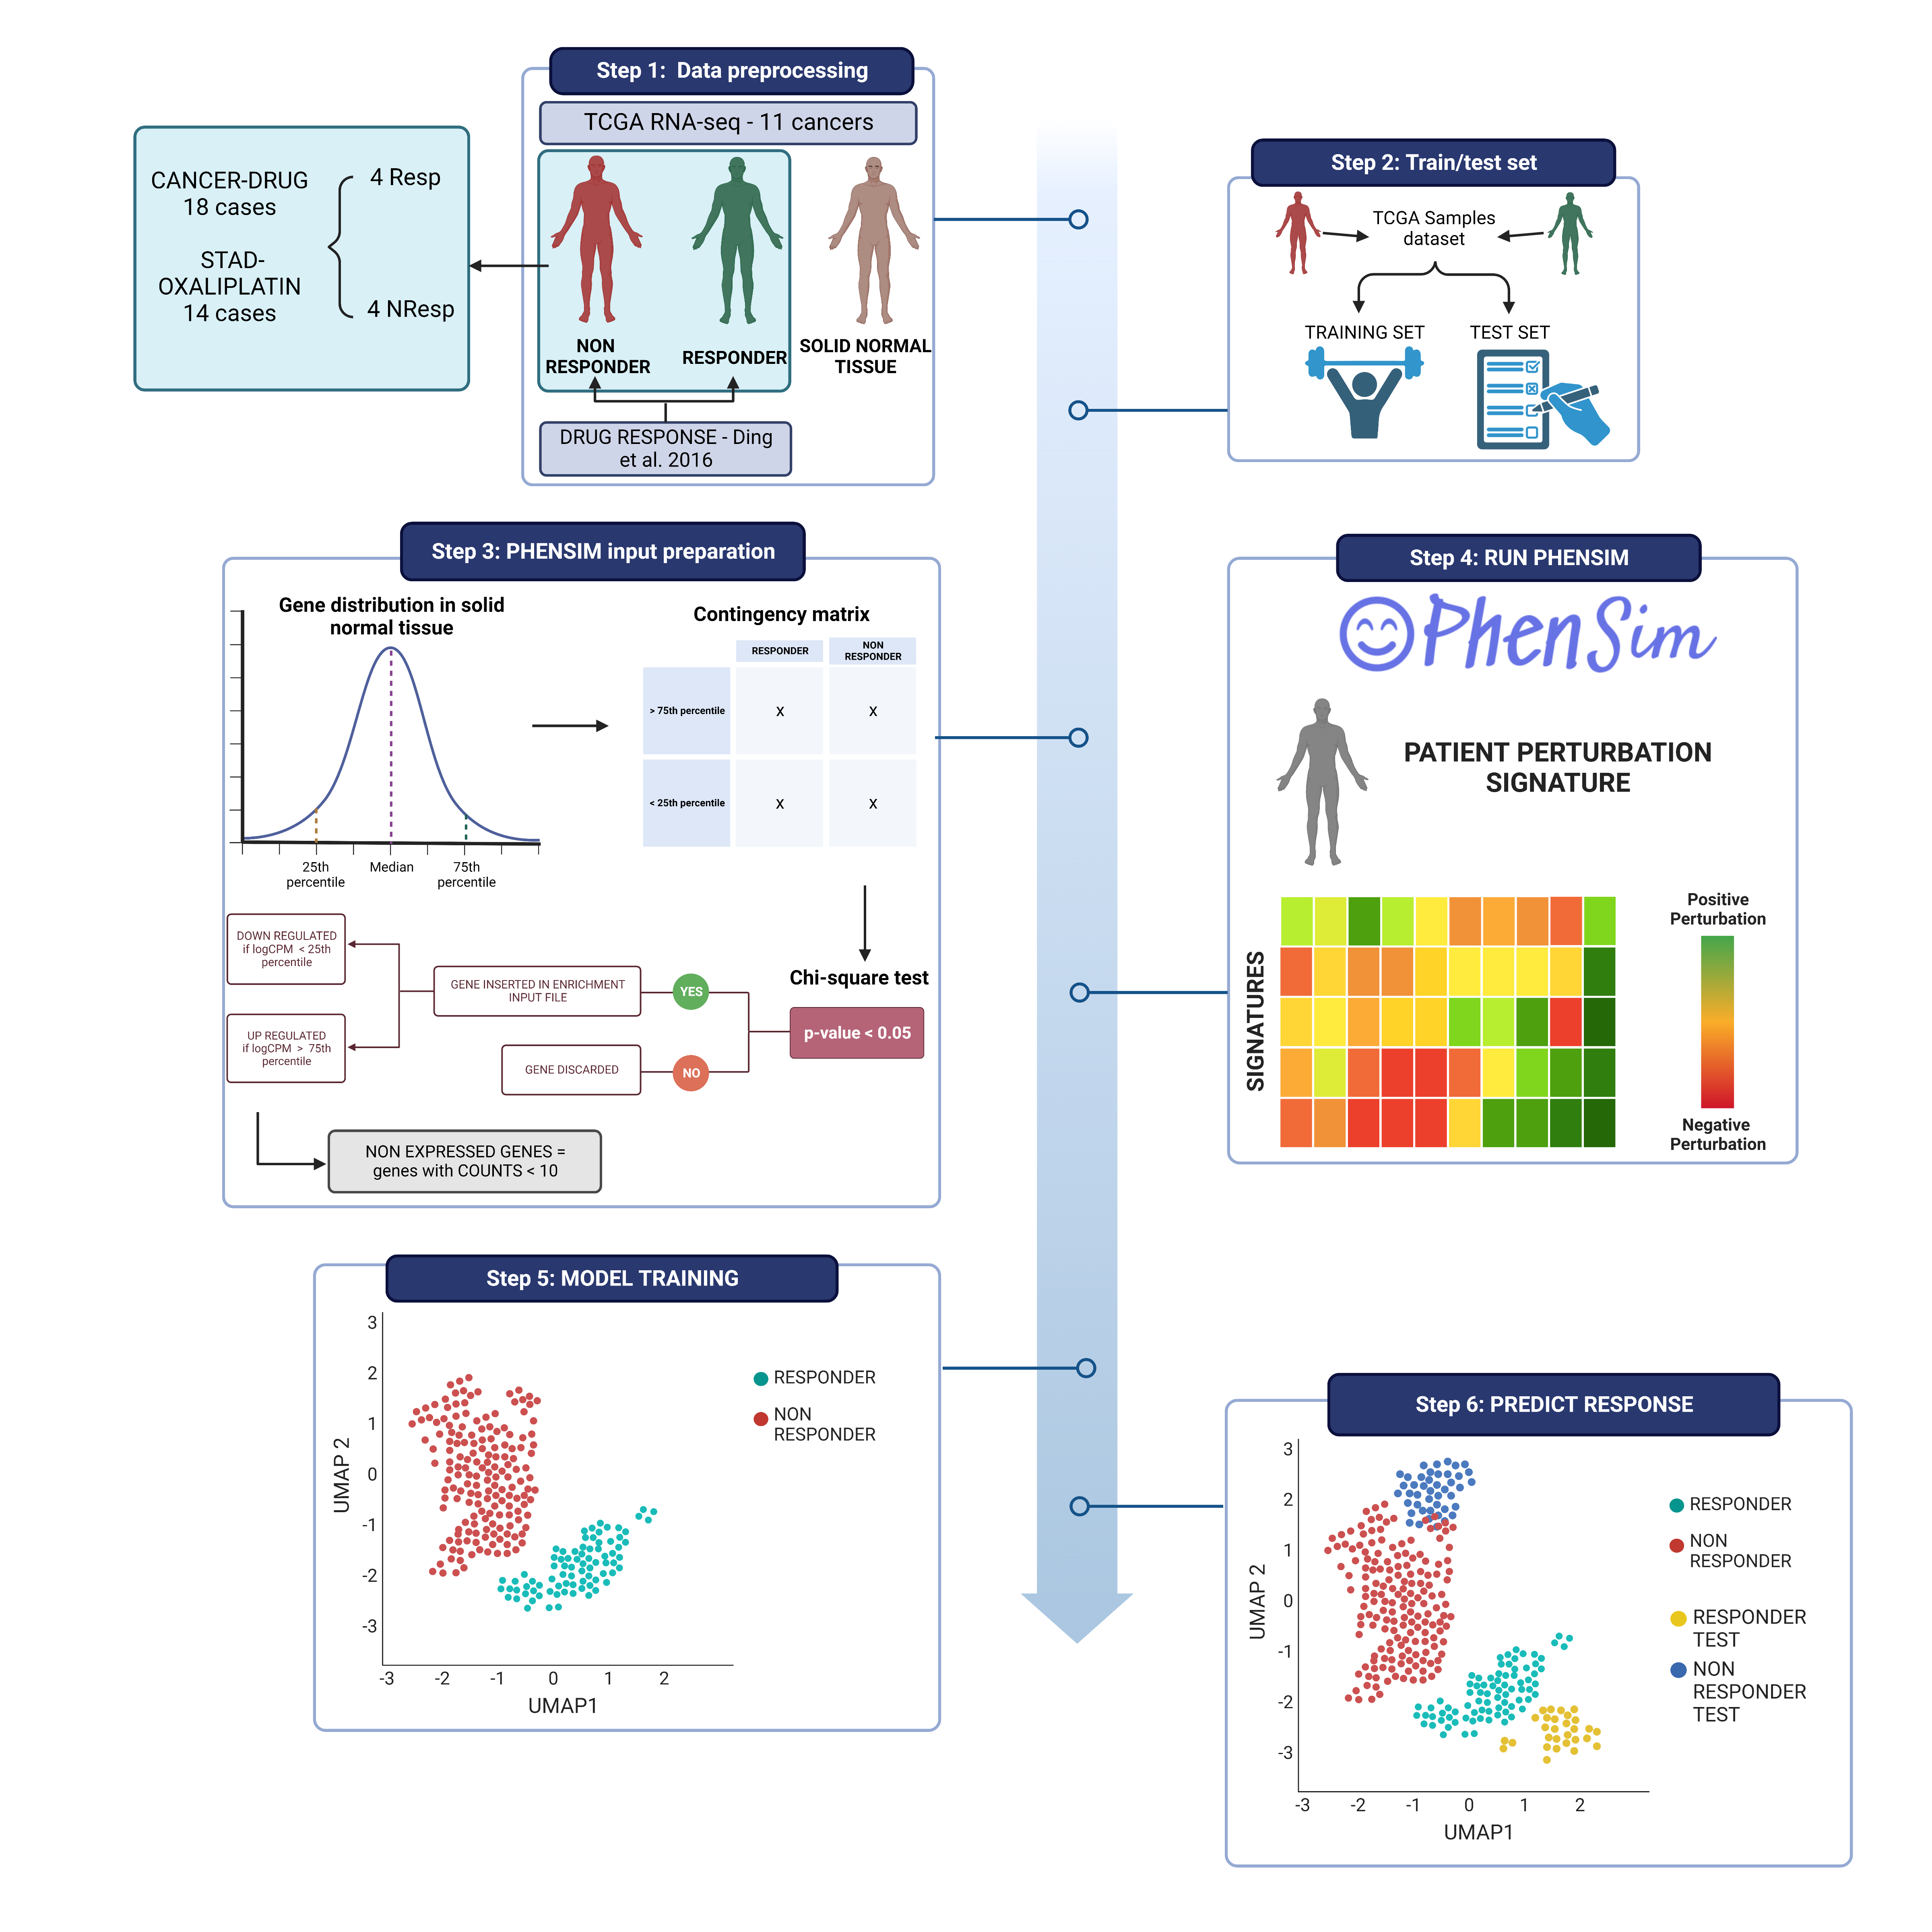 Step 1:  Data preprocessing
TCGA RNA-seq - 11 cancers
CANCER-DRUG
18 cases
STAD-
OXALIPLATIN
14 cases
4 Resp
4 NResp
NON
RESPONDER
RESPONDER
SOLID NORMAL
TISSUE
DRUG RESPONSE - Ding
et al. 2016
Step 2: Train/test set
TCGA Samples
dataset
TRAINING SET
TEST SET
Step 3: PHENSIM input preparation
Gene distribution in solid
normal tissue
25th
percentile
Median
75th
percentile
Contingency matrix
RESPONDER
NON
RESPONDER
> 75th percentile
X
X
< 25th percentile
X
X
Chi-square test
p-value < 0.05
YES
NO
GENE INSERTED IN ENRICHMENT
INPUT FILE
GENE DISCARDED
DOWN REGULATED
if logCPM < 25th
percentile
UP REGULATED
if logCPM > 75th
percentile
NON EXPRESSED GENES =
genes with COUNTS < 10
Step 4: RUN PHENSIM
PhenSim
PATIENT PERTURBATION
SIGNATURE
SIGNATURES
Positive
Perturbation
Negative
Perturbation
Step 5: MODEL TRAINING
3
2
1
0
-1
-2
-3
UMAP 2
-3 -2 -1 0 1 2
UMAP1
RESPONDER
NON
RESPONDER
Step 6: PREDICT RESPONSE
3
2
1
0
-1
-2
-3
UMAP 2
-3 -2 -1 0 1 2
UMAP1
RESPONDER
NON
RESPONDER
RESPONDER
TEST
NON
RESPONDER
TEST